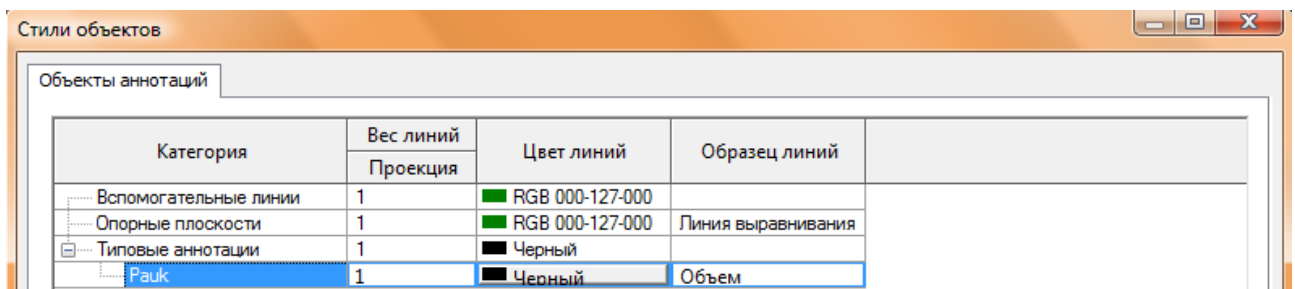 Стили объектов
Объекты аннотаций
Категория Вес линий Цвет линий Образец линий
Проекция
Вспомогательные линии 1 RGB 000-127-000
Опорные плоскости 1 RGB 000-127-000 Линия выравнивания
Типовые аннотации 1 Черный
Pauk 1 Черный Объем